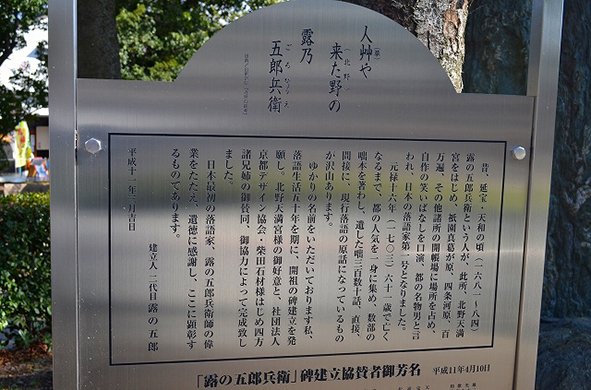 人艸(草)や
来た野(北野)の
露乃
五郎兵衛
ごろびょうえ
昔、延宝・天和の頃(一六八一~八四)
露の五郎兵衛という人が、此所、北野天満
宮をはじめ、祇園真葛が原、四条河原、百
万遍、その他諸所の開帳場に場所を占め、
自作の笑いばなしを口演、都の名物男と言
われ、日本の落語家第一号となりました。
元禄十六年(一七〇三)六十一歳で亡く
なるまで、都の人気を一身に集め、数部の
咄本を著わし、遺した咄三百数十話、直接、
間接に、現行落語の原話になっているもの
が沢山あります。
ゆかりの名前をいただいております私、
落語生活五十年を期に、開祖の碑建立を発
願し、北野天満宮様の御好意と、社団法人
京都デザイン協会・柴田石材様はじめ四方
諸兄姉の御賛同、御協力によって完成致し
ました。
日本最初の落語家、露の五郎兵衛師の偉
業をたたえ、遺徳に感謝し、ここに顕彰す
るものであります。
平成十一年三月吉日
建立人 二代目露の五郎
「露の五郎兵衛」碑建立協賛者御芳名
平成11年4月10日